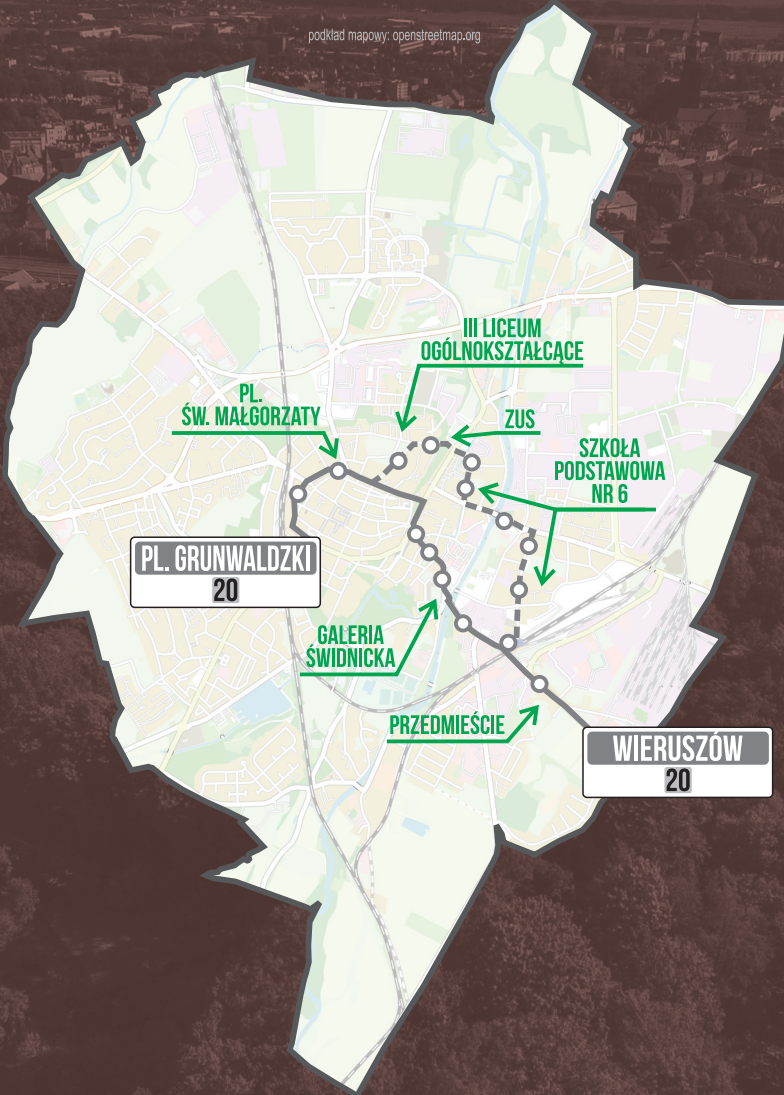 podkład mapowy: openstreetmap.org
III LICEUM
OGÓLNOKSZTAŁCĄCE
PL.
ŚW. MAŁGORZATY
ZUS
SZKOŁA
PODSTAWOWA
NR 6
PL. GRUNWALDZKI
20
GALERIA
ŚWIDNICKA
PRZEDMIEŚCIE
WIERUSZÓW
20